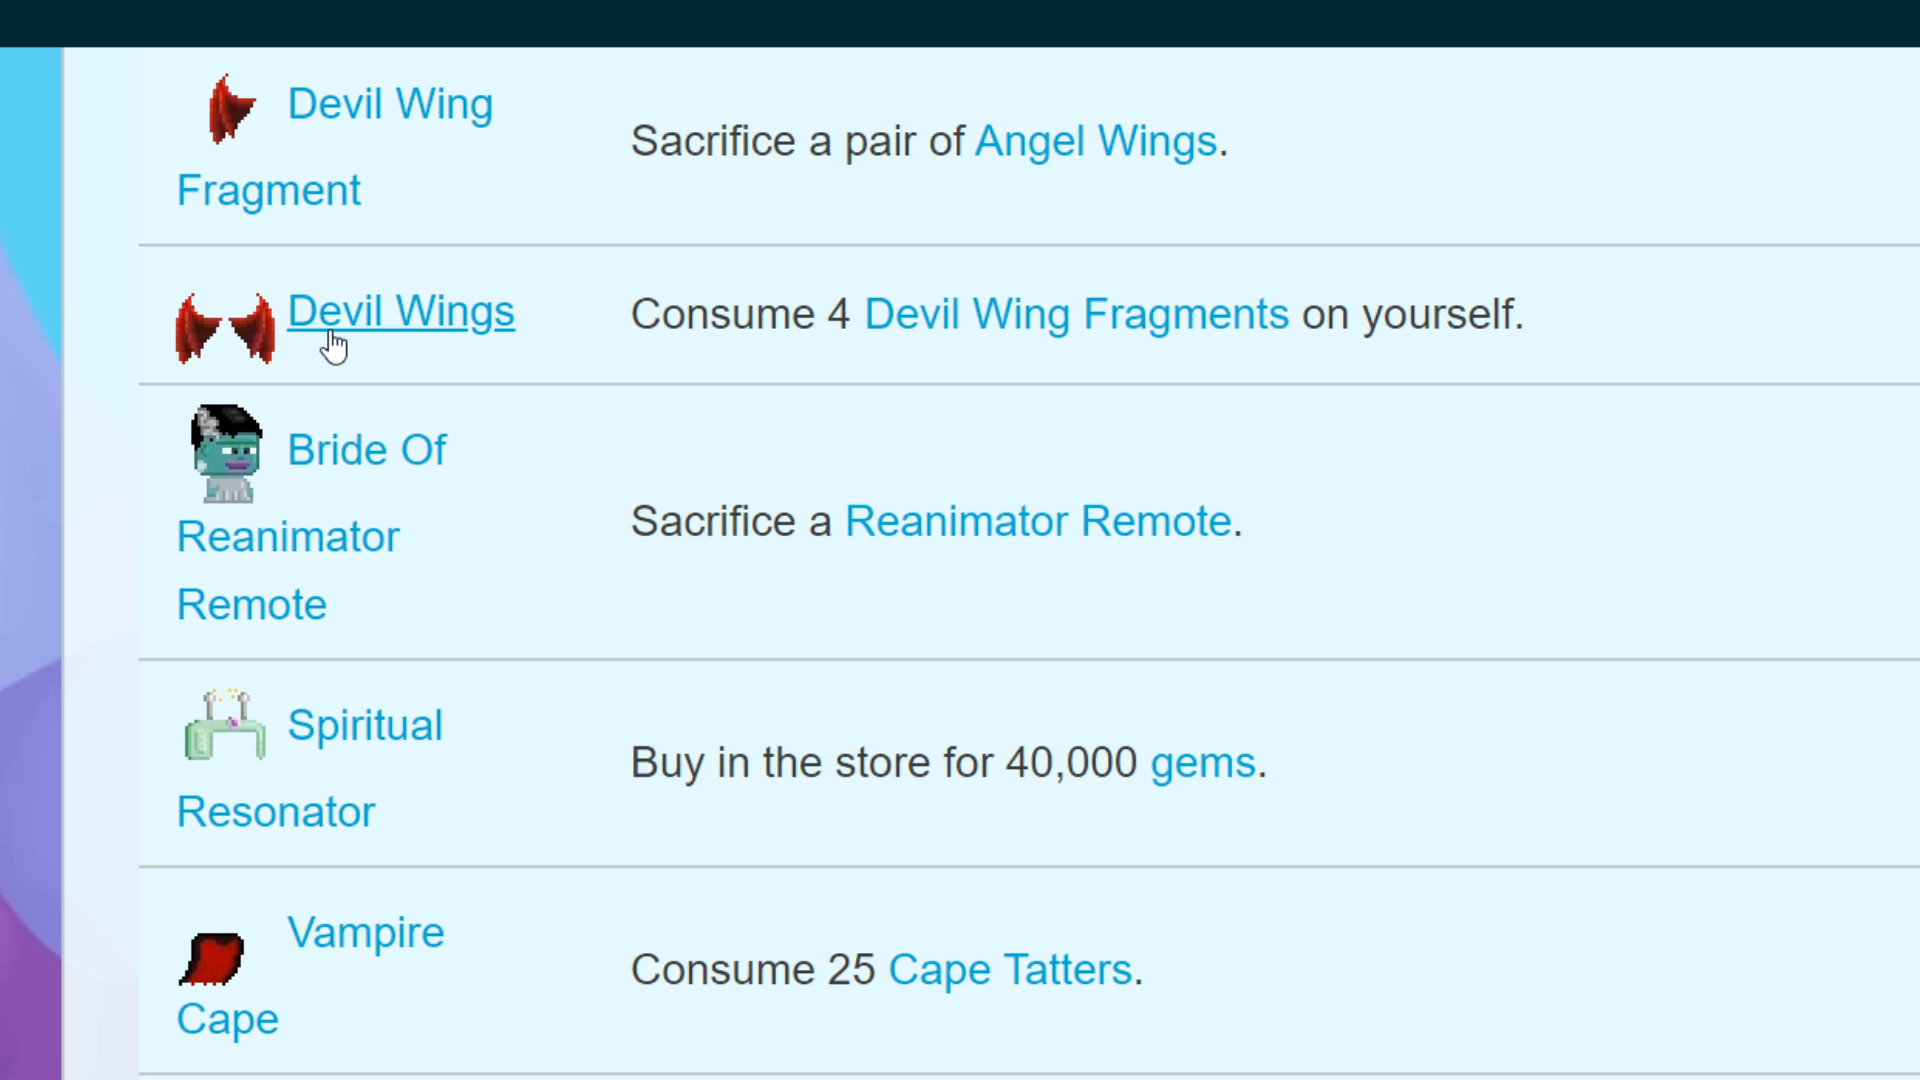 Devil Wing
Fragment
Sacrifice a pair of Angel Wings.
Devil Wings
Consume 4 Devil Wing Fragments on yourself.
Bride Of
Reanimator
Remote
Sacrifice a Reanimator Remote.
Spiritual
Resonator
Buy in the store for 40,000 gems.
Vampire
Cape
Consume 25 Cape Tatters.